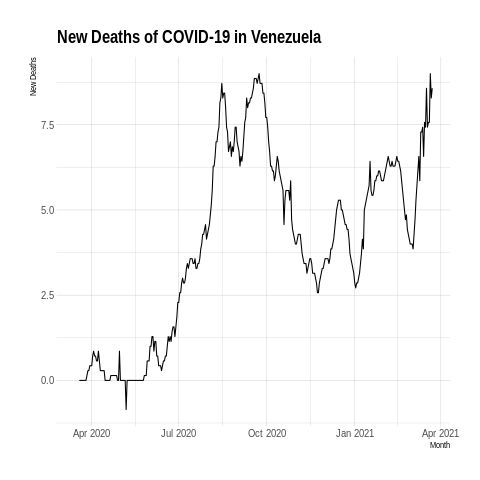 New Deaths of COVID-19 in Venezuela
New Deaths
7.5
5.0
2.5
0.0
Apr 2020 Jul 2020 Oct 2020 Jan 2021 Apr 2021
Month